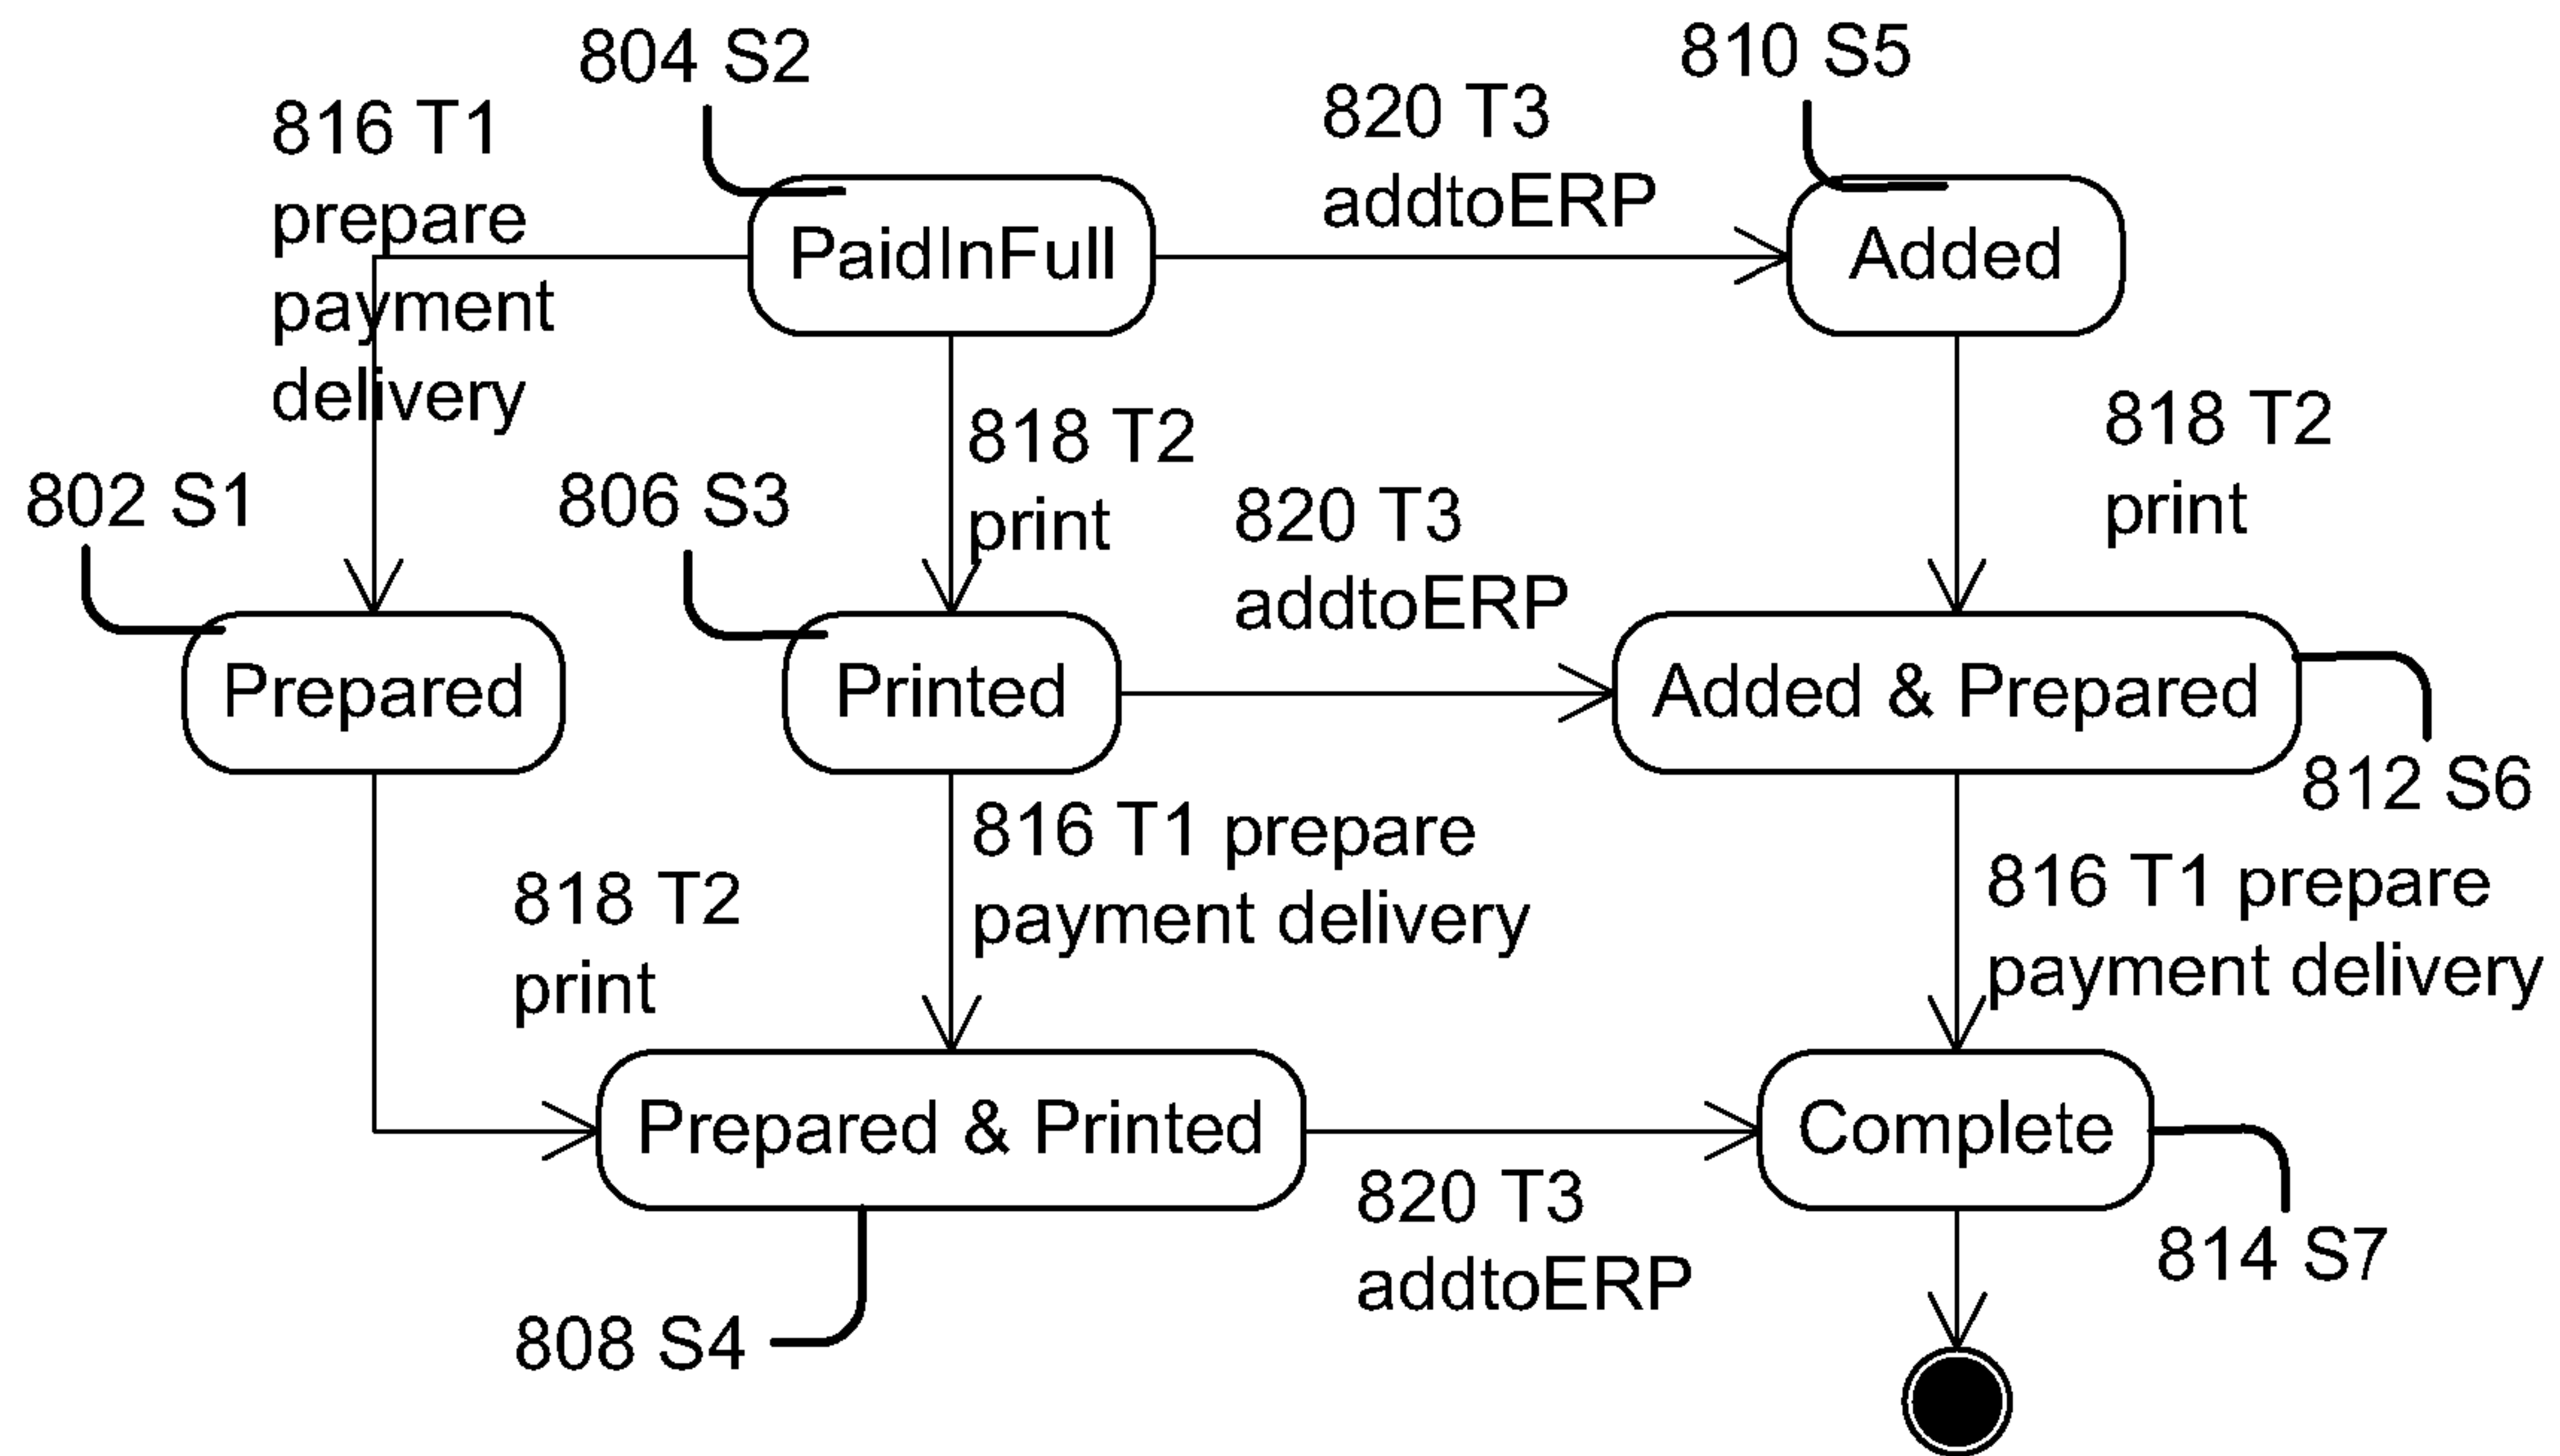 804 S2
810 S5
816 T1
prepare
payment
delivery
820 T3
addtoERP
PaidInFull
Added
818 T2
print
818 T2
print
802 S1
806 S3
820 T3
addtoERP
Prepared
Printed
Added & Prepared
812 S6
816 T1 prepare
payment delivery
816 T1 prepare
payment delivery
818 T2
print
Prepared & Printed
Complete
820 T3
addtoERP
814 S7
808 S4